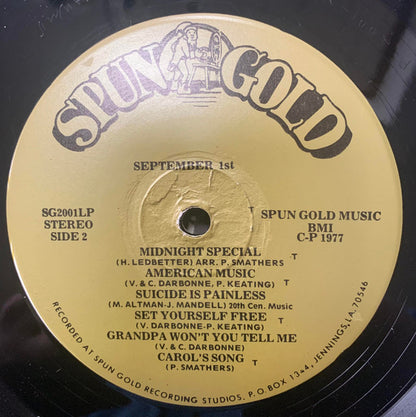 SPUN GOLD
SEPTEMBER 1st
SG2001LP
STEREO
SIDE 2
SPUN GOLD MUSIC
BMI
C-P 1977
MIDNIGHT SPECIAL T
(H. LEDBETTER) ARR. P. SMATHERS
AMERICAN MUSIC T
(V. & C. DARBONNE, P. KEATING)
SUICIDE IS PAINLESS
(M. ALTMAN-J. MANDELL) 20th Cen. Music
SET YOURSELF FREE T
(V. DARBONNE-P. KEATING)
GRANDPA WON'T YOU TELL ME
(V. & C. DARBONNE)
CAROL'S SONG T
(P. SMATHERS)
RECORDED AT SPUN GOLD RECORDING STUDIOS, P.O BOX 1344, JENNINGS, LA. 70546